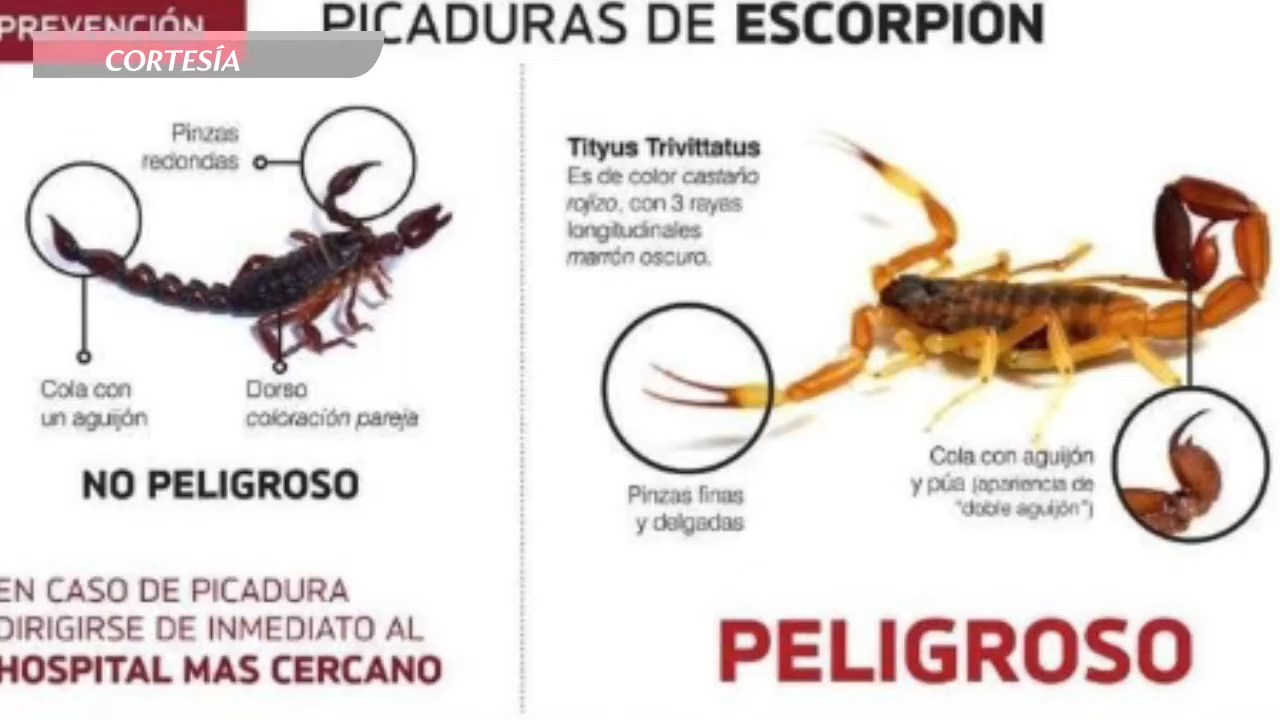 PREVENCIÓN
CORTESÍA
PICADURAS DE ESCORPIÓN
Pinzas
redondas
Cola con
un aguijón
Dorso
coloración pareja
NO PELIGROSO
EN CASO DE PICADURA
DIRIGIRSE DE INMEDIATO AL
HOSPITAL MAS CERCANO
Tityus Trivittatus
Es de color castaño
rojizo, con 3 rayas
longitudinales
marrón oscuro.
Pinzas finas
y delgadas
Cola con aguijón
y púa (apariencia de
"doble aguijón")
PELIGROSO